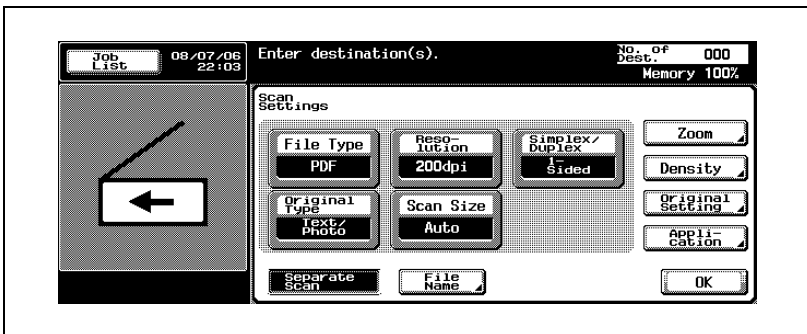 Job
List
08/07/06
22:03
Enter destination(s).
No. of
Dest.
000
Memory 100%
Scan
Settings
File Type
PDF
Reso-
lution
200dpi
Simplex/
Duplex
1-
Sided
Zoom
Density
Original
Type
Text/
Photo
Scan Size
Auto
Original
Setting
Appli-
cation
Separate
Scan
File
Name
OK